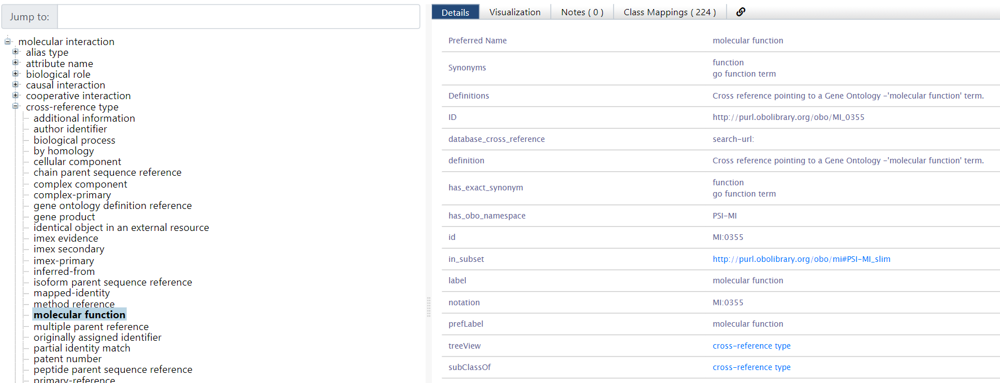 Jump to:
molecular interaction
alias type
attribute name
biological role
causal interaction
cooperative interaction
cross-reference type
additional information
author identifier
biological process
by homology
cellular component
chain parent sequence reference
complex component
complex-primary
gene ontology definition reference
gene product
identical object in an external resource
imex evidence
imex secondary
imex-primary
inferred-from
isoform parent sequence reference
mapped-identity
method reference
molecular function
multiple parent reference
originally assigned identifier
partial identity match
patent number
peptide parent sequence reference
primary-reference
Details Visualization Notes ( 0 ) Class Mappings ( 224 )
Preferred Name molecular function
Synonyms function
go function term
Definitions Cross reference pointing to a Gene Ontology -'molecular function' term.
ID http://purl.obolibrary.org/obo/MI_0355
database_cross_reference search-url:
definition Cross reference pointing to a Gene Ontology -'molecular function' term.
has_exact_synonym function
go function term
has_obo_namespace PSI-MI
id MI:0355
in_subset http://purl.obolibrary.org/obo/mi#PSI-MI_slim
label molecular function
notation MI:0355
prefLabel molecular function
treeView cross-reference type
subClassOf cross-reference type